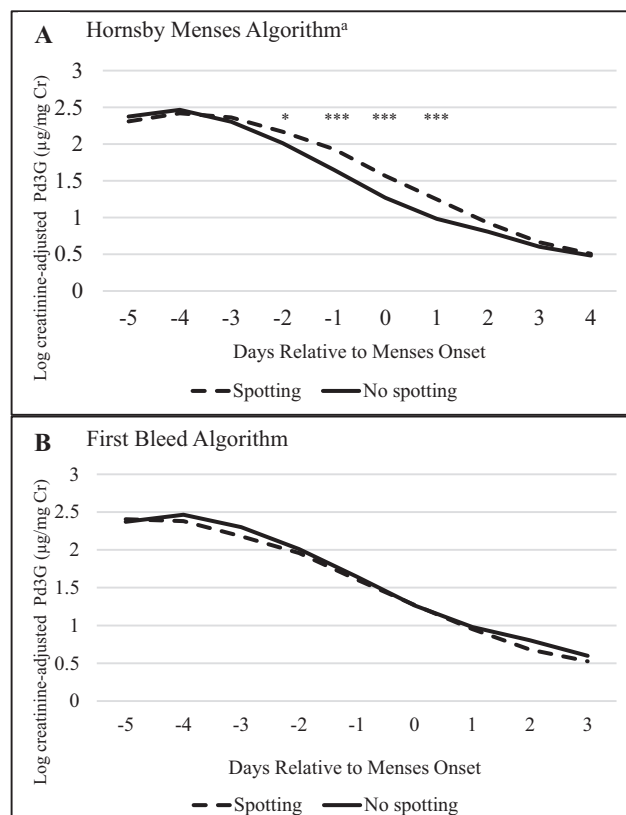 A Hornsby Menses Algorithmᵃ
Log creatinine-adjusted Pd3G (µg/mg Cr)
3
2.5
2
1.5
1
0.5
0
* *** *** ***
-5 -4 -3 -2 -1 0 1 2 3 4
Days Relative to Menses Onset
Spotting No spotting
B First Bleed Algorithm
Log creatinine-adjusted Pd3G (µg/mg Cr)
3
2.5
2
1.5
1
0.5
0
-5 -4 -3 -2 -1 0 1 2 3
Days Relative to Menses Onset
Spotting No spotting